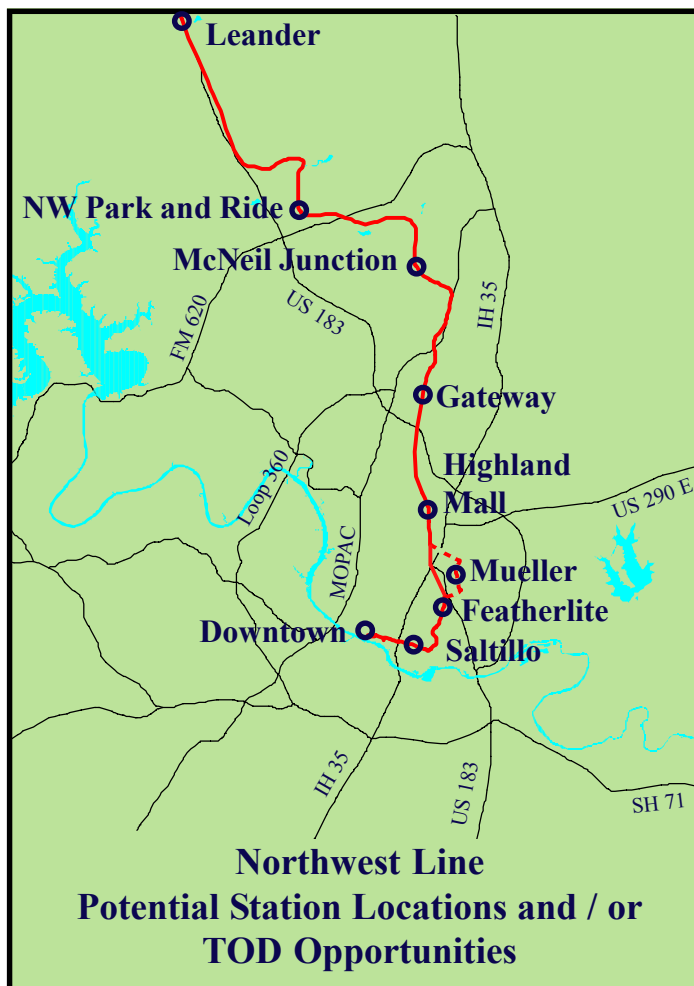 Leander
NW Park and Ride
McNeil Junction
IH 35
US 183
FM 620
Gateway
Highland
Mall
Loop 360
US 290 E
MOPAC
Mueller
Featherlite
Downtown
Saltillo
IH 35
US 183
SH 71
Northwest Line
Potential Station Locations and / or
TOD Opportunities